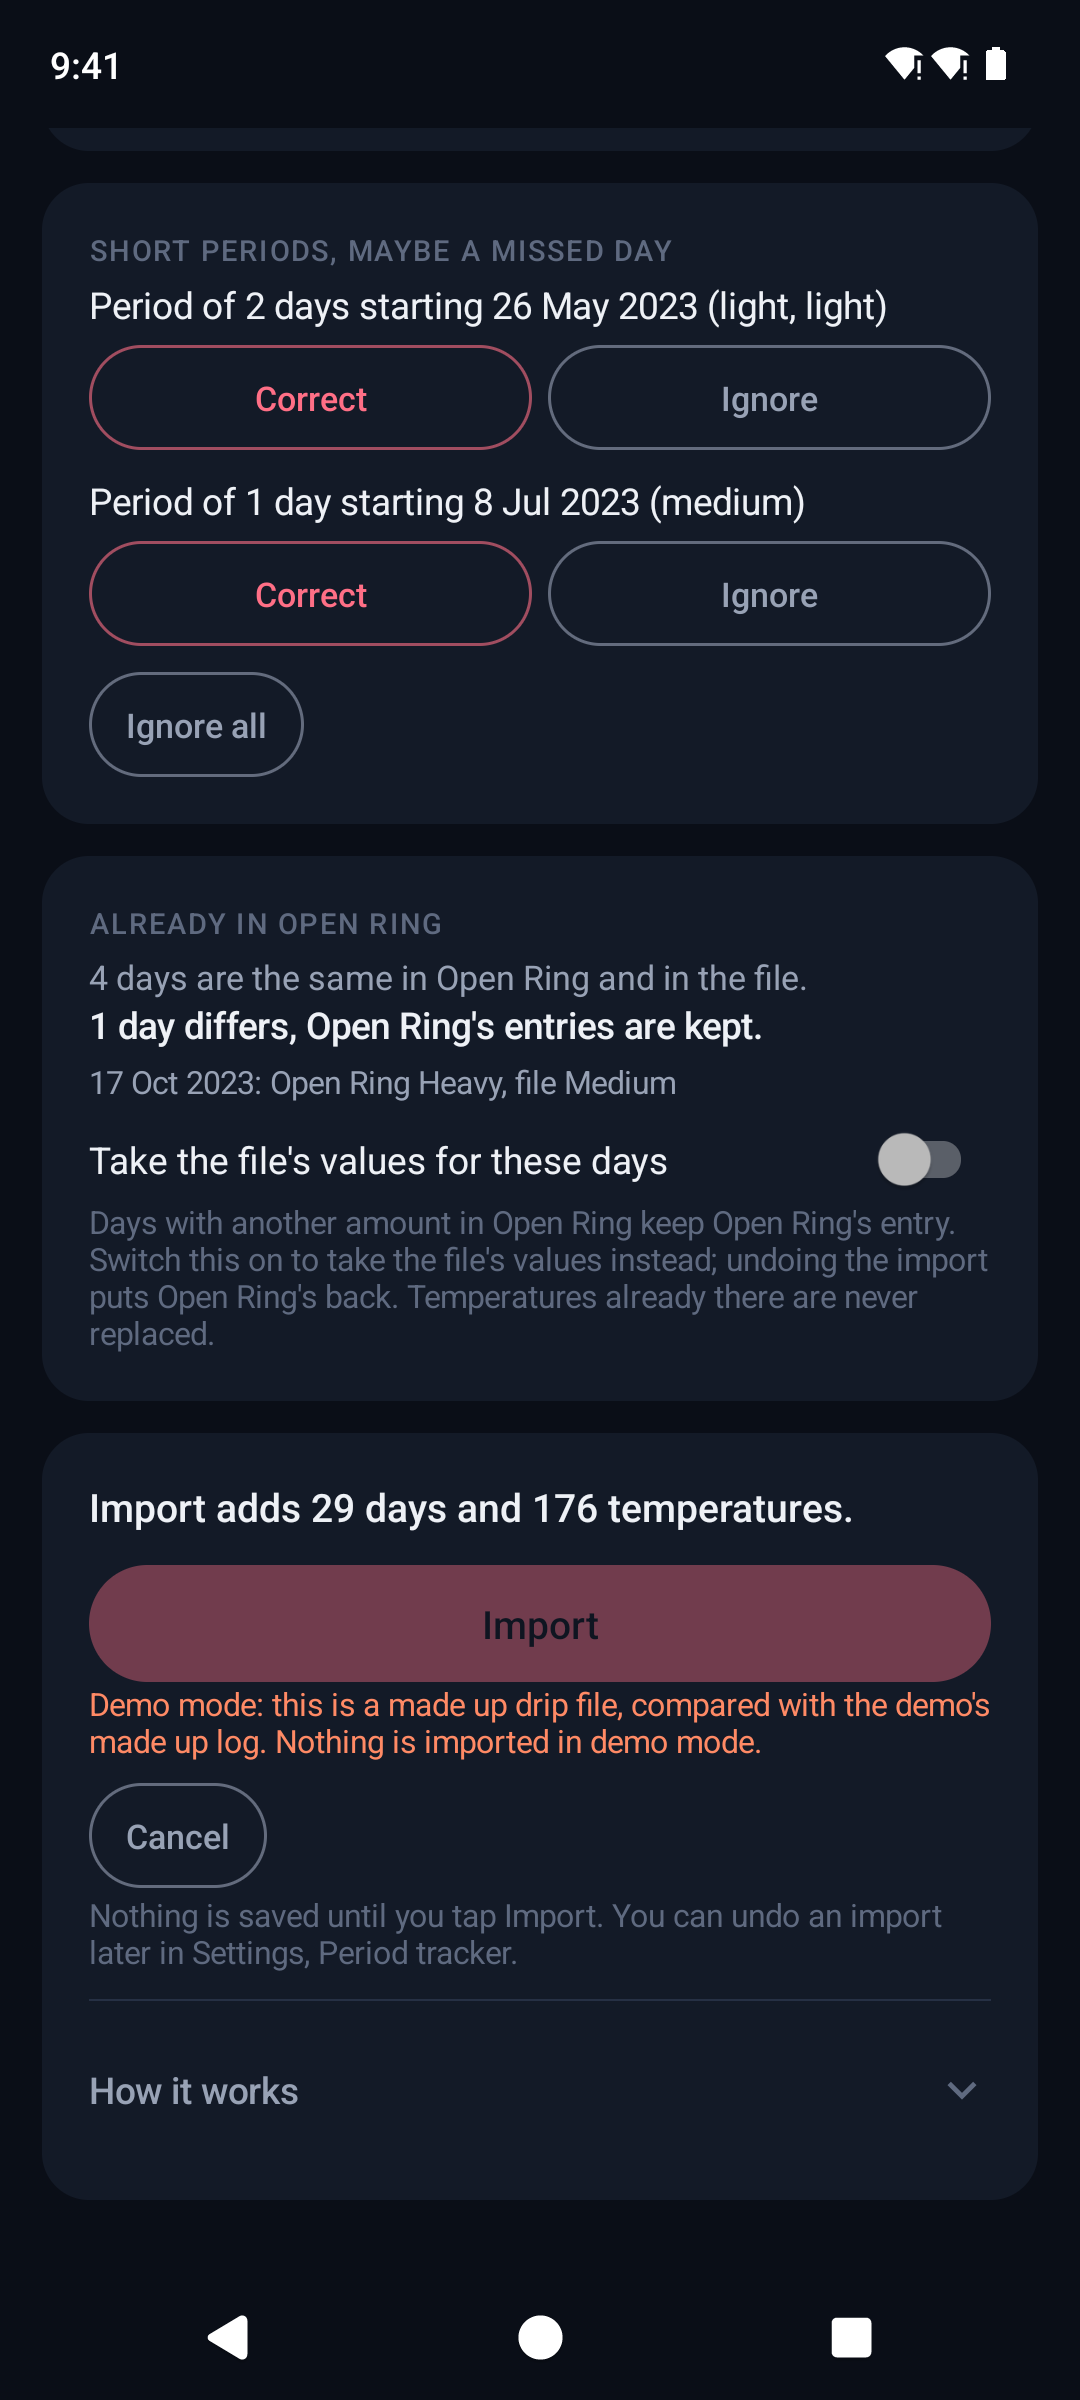 9:41
SHORT PERIODS, MAYBE A MISSED DAY
Period of 2 days starting 26 May 2023 (light, light)
Correct
Ignore
Period of 1 day starting 8 Jul 2023 (medium)
Correct
Ignore
Ignore all
ALREADY IN OPEN RING
4 days are the same in Open Ring and in the file.
1 day differs, Open Ring's entries are kept.
17 Oct 2023: Open Ring Heavy, file Medium
Take the file's values for these days
Days with another amount in Open Ring keep Open Ring's entry.
Switch this on to take the file's values instead; undoing the import
puts Open Ring's back. Temperatures already there are never
replaced.
Import adds 29 days and 176 temperatures.
Import
Demo mode: this is a made up drip file, compared with the demo's
made up log. Nothing is imported in demo mode.
Cancel
Nothing is saved until you tap Import. You can undo an import
later in Settings, Period tracker.
How it works